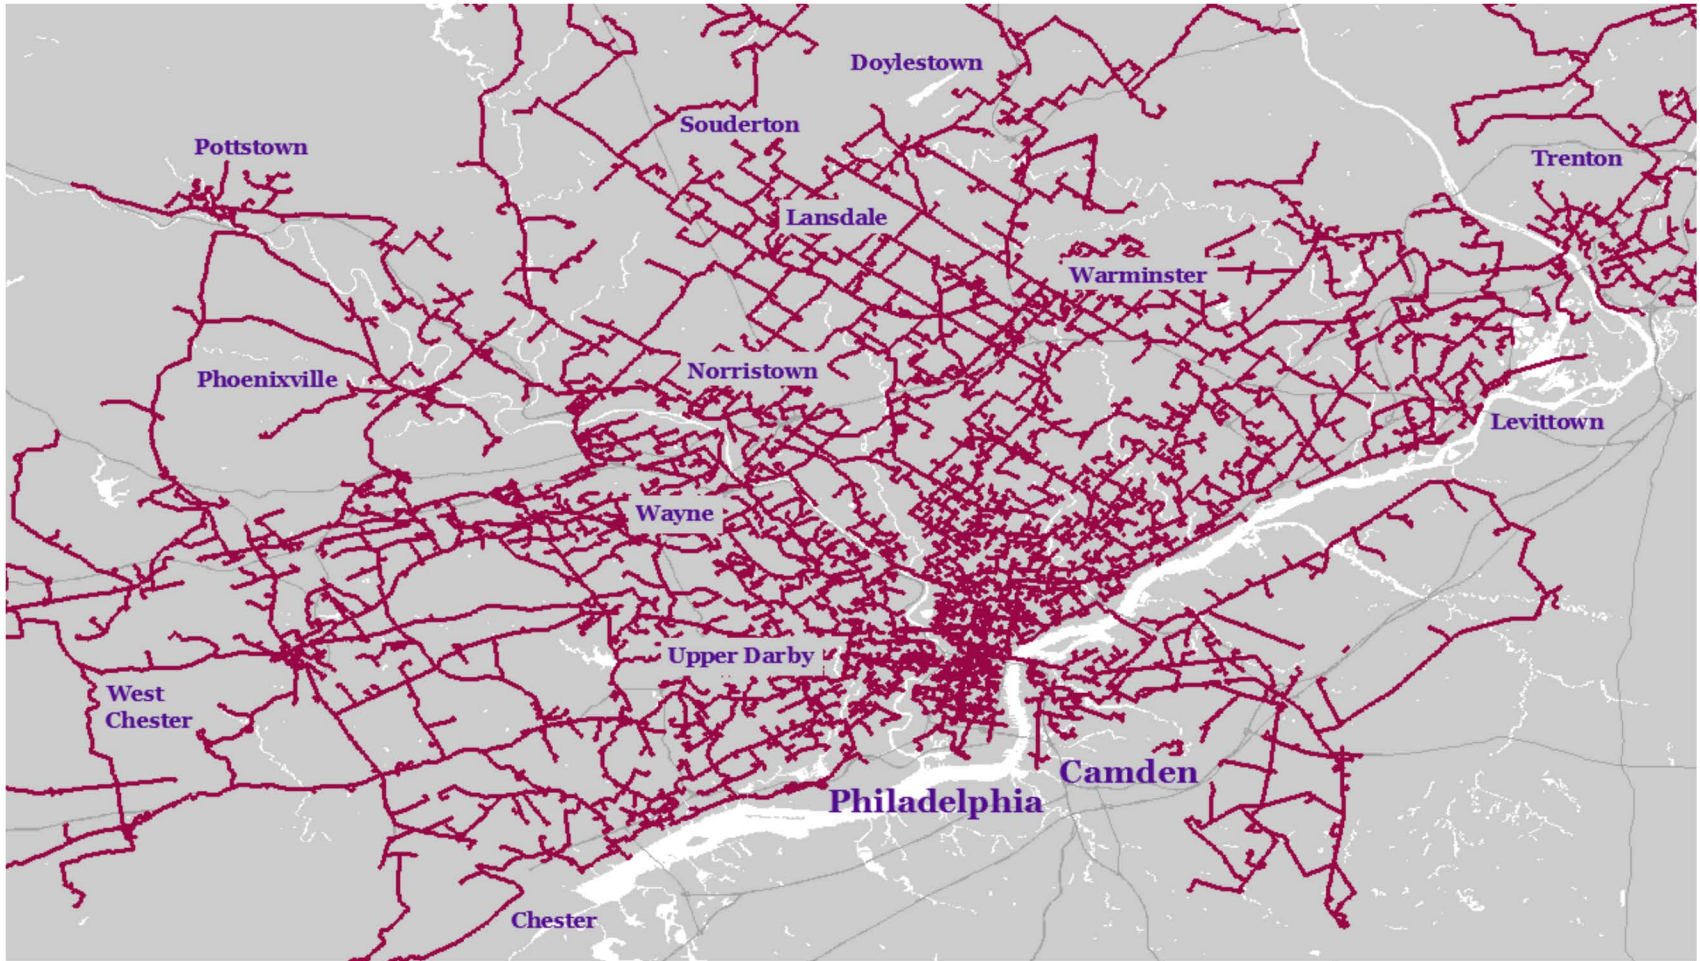 Doylestown
Souderton
Pottstown
Trenton
Lansdale
Warminster
Norristown
Phoenixville
Levittown
Wayne
Upper Darby
West
Chester
Camden
Philadelphia
Chester